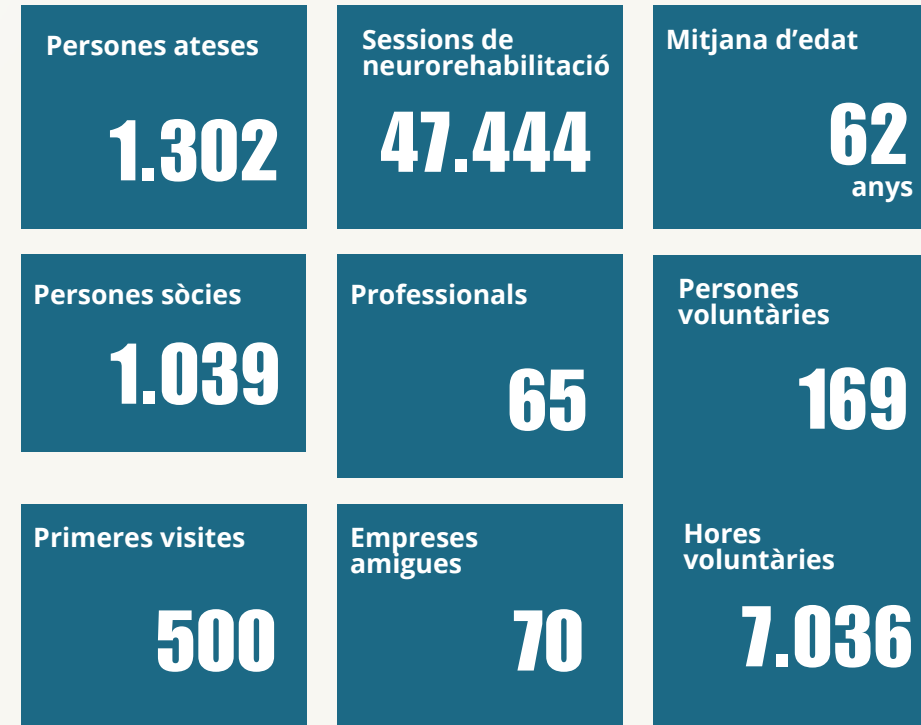 Persones ateses
1.302
Sessions de
neurorehabilitació
47.444
Mitjana d’edat
62
anys
Persones sòcies
1.039
Professionals
65
Persones
voluntàries
169
Primeres visites
500
Empreses
amigues
70
Hores
voluntàries
7.036